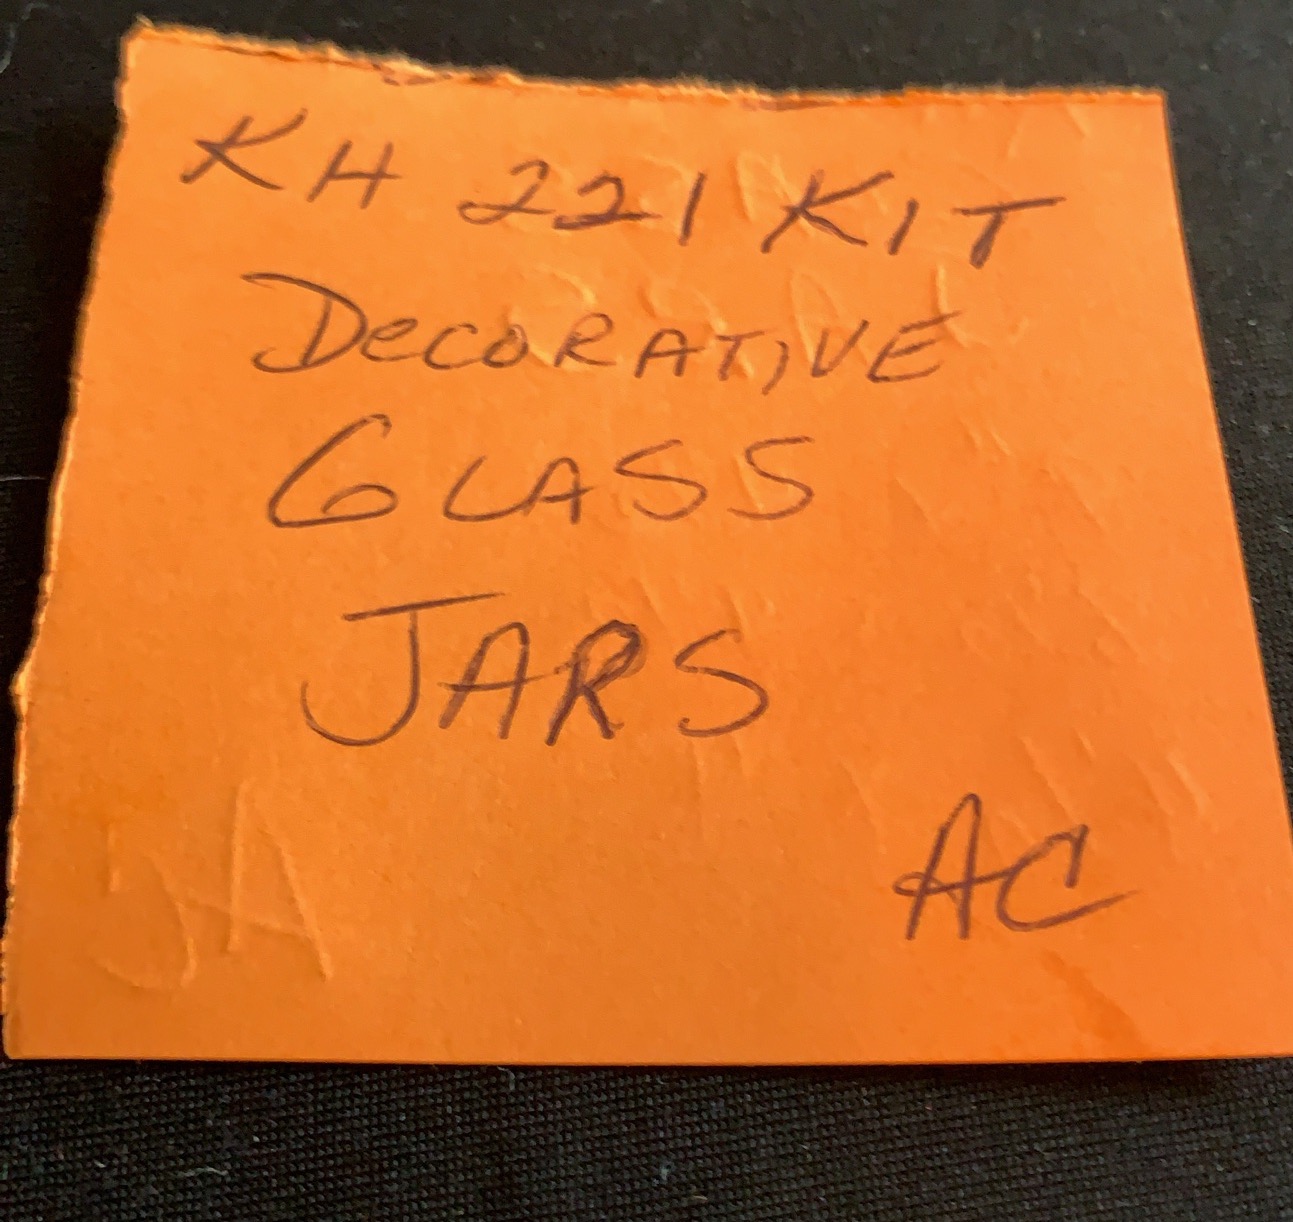 KH 221 KIT
DeCORATIVE
GLASS
JARS
AC